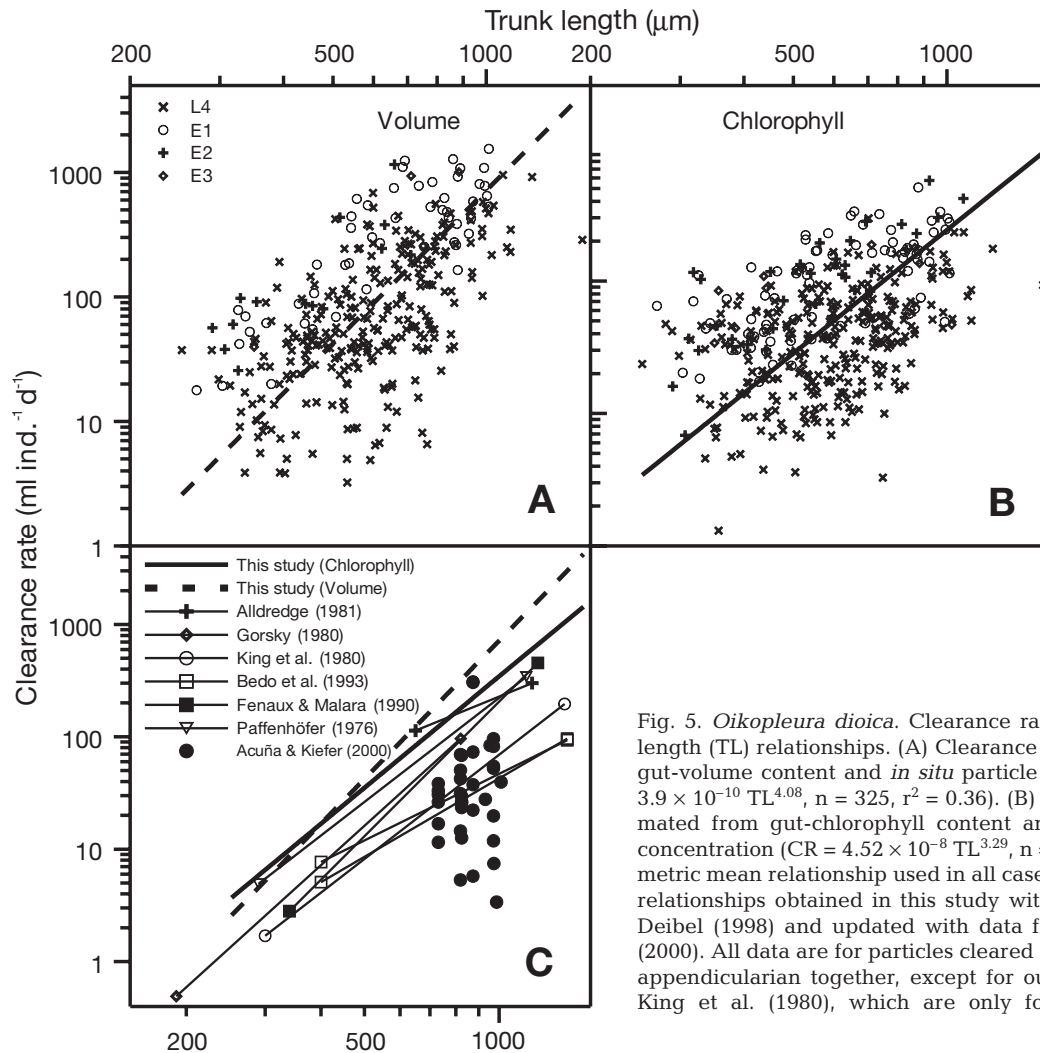 Trunk length (μm)
200 500 1000 200 500 1000
L4
E1
E2
E3
Volume
Chlorophyll
1000
100
10
1
A
B
Clearance rate (ml ind.⁻¹ d⁻¹)
This study (Chlorophyll)
This study (Volume)
Alldredge (1981)
Gorsky (1980)
King et al. (1980)
Bedo et al. (1993)
Fenaux & Malara (1990)
Paffenhöfer (1976)
Acuña & Kiefer (2000)
1000
100
10
1
C
200 500 1000
Fig. 5. Oikopleura dioica. Clearance ra
length (TL) relationships. (A) Clearance
gut-volume content and in situ particle
3.9 × 10⁻¹⁰ TL⁴·⁰⁸, n = 325, r² = 0.36). (B)
mated from gut-chlorophyll content an
concentration (CR = 4.52 × 10⁻⁸ TL³·²⁹, n =
metric mean relationship used in all case
relationships obtained in this study wit
Deibel (1998) and updated with data f
(2000). All data are for particles cleared
appendicularian together, except for ou
King et al. (1980), which are only fo